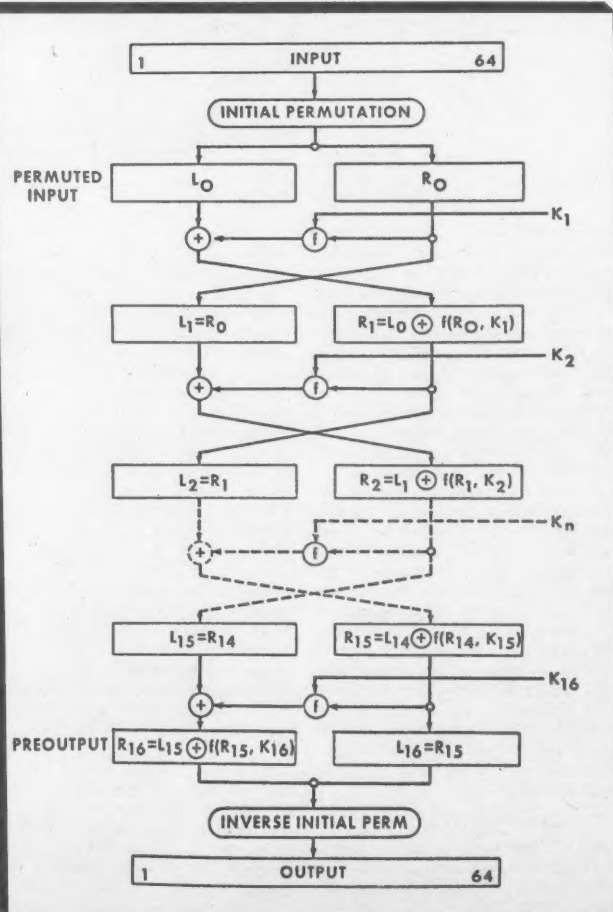 1 INPUT 64
INITIAL PERMUTATION
PERMUTED INPUT
L₀
R₀
K₁
+
f
L₁=R₀
R₁=L₀ ⊕ f(R₀, K₁)
K₂
+
f
L₂=R₁
R₂=L₁ ⊕ f(R₁, K₂)
Kₙ
+
f
L₁₅=R₁₄
R₁₅=L₁₄ ⊕ f(R₁₄, K₁₅)
K₁₆
+
f
PREOUTPUT
R₁₆=L₁₅ ⊕ f(R₁₅, K₁₆)
L₁₆=R₁₅
INVERSE INITIAL PERM
1 OUTPUT 64